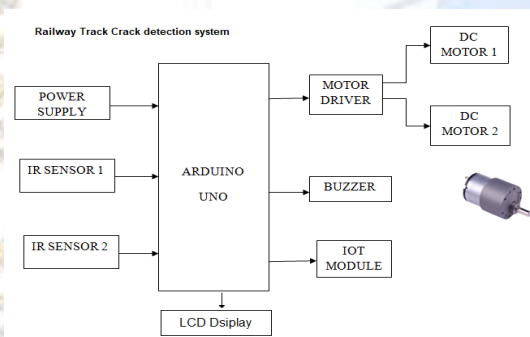 Railway Track Crack detection system
DC
MOTOR 1
MOTOR
DRIVER
POWER
SUPPLY
DC
MOTOR 2
IR SENSOR 1
ARDUINO
UNO
BUZZER
IR SENSOR 2
IOT
MODULE
LCD Dsiplay